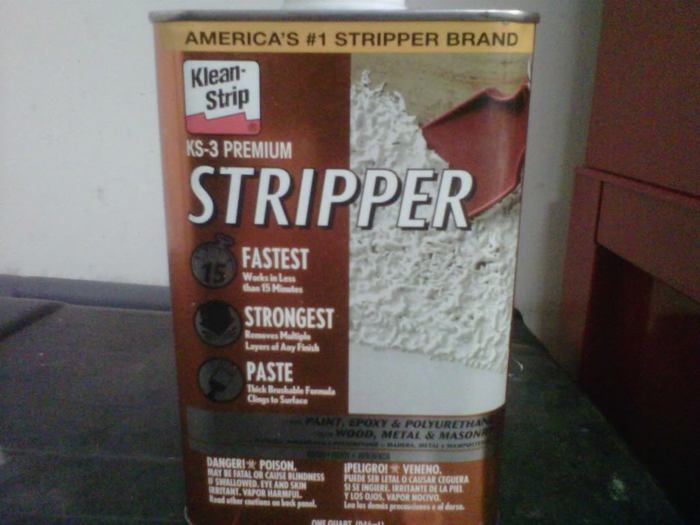 AMERICA'S #1 STRIPPER BRAND
Klean-
Strip
®
KS-3 PREMIUM
STRIPPER
15
FASTEST
Works in Less
than 15 Minutes
STRONGEST
Removes Multiple
Layers of Any Finish
PASTE
Thick Brushable Formula
Clings to Surface
PAINT, EPOXY & POLYURETHAN
WOOD, METAL & MASONR
DANGER! POISON.
MAY BE FATAL OR CAUSE BLINDNESS
IF SWALLOWED. EYE AND SKIN
IRRITANT. VAPOR HARMFUL.
Read other cautions on back panel.
¡PELIGRO! VENENO.
PUEDE SER LETAL O CAUSAR CEGUERA
SI SE INGIERE. IRRITANTE DE LA PIEL
Y LOS OJOS. VAPOR NOCIVO.
Lea las demás precauciones al dorso.
ONE QUART (946ml)